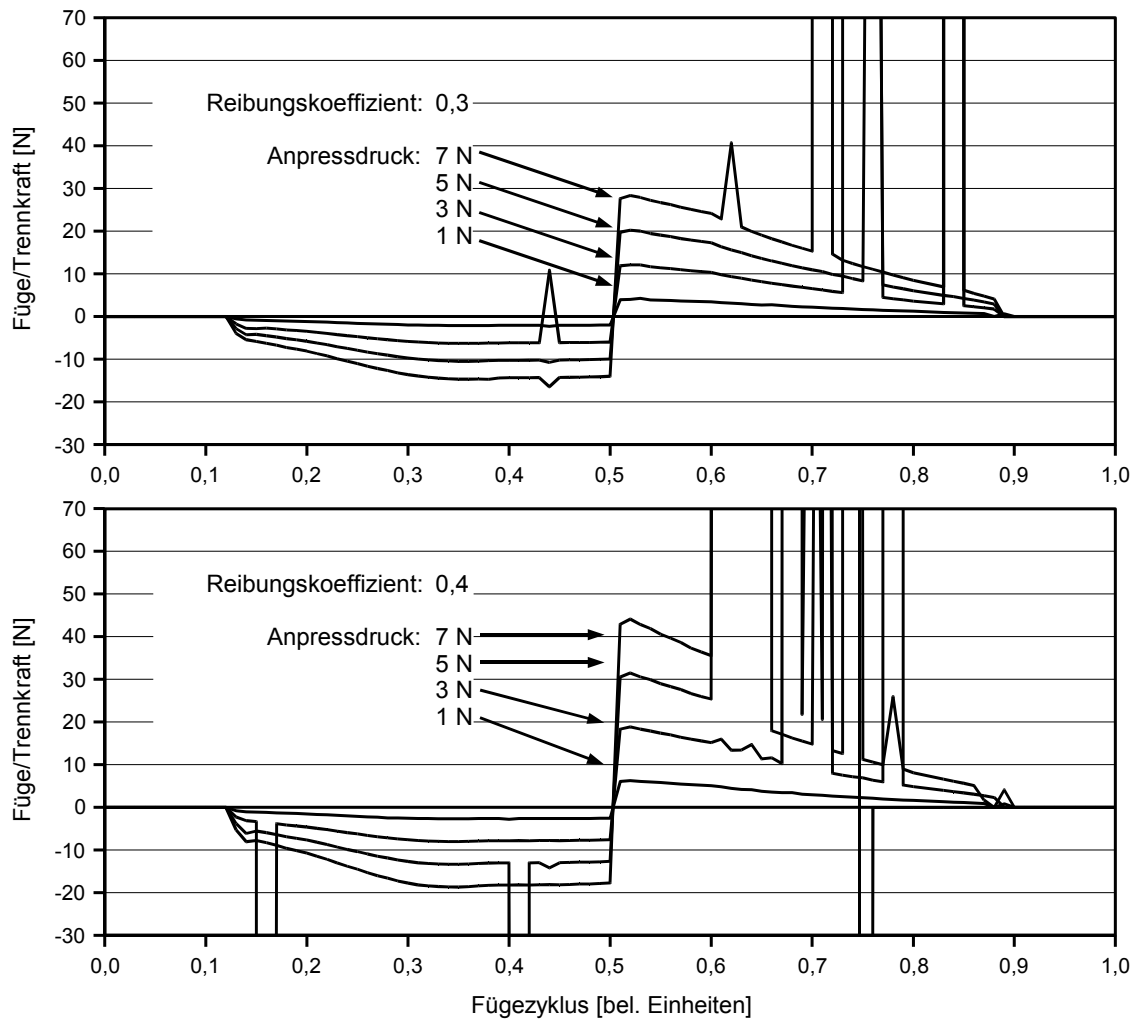 70
60
50
40
30
20
10
0
-10
-20
-30
Füge/Trennkraft [N]
Reibungskoeffizient: 0,3
Anpressdruck: 7 N
5 N
3 N
1 N
0,0 0,1 0,2 0,3 0,4 0,5 0,6 0,7 0,8 0,9 1,0
70
60
50
40
30
20
10
0
-10
-20
-30
Füge/Trennkraft [N]
Reibungskoeffizient: 0,4
Anpressdruck: 7 N
5 N
3 N
1 N
0,0 0,1 0,2 0,3 0,4 0,5 0,6 0,7 0,8 0,9 1,0
Fügezyklus [bel. Einheiten]